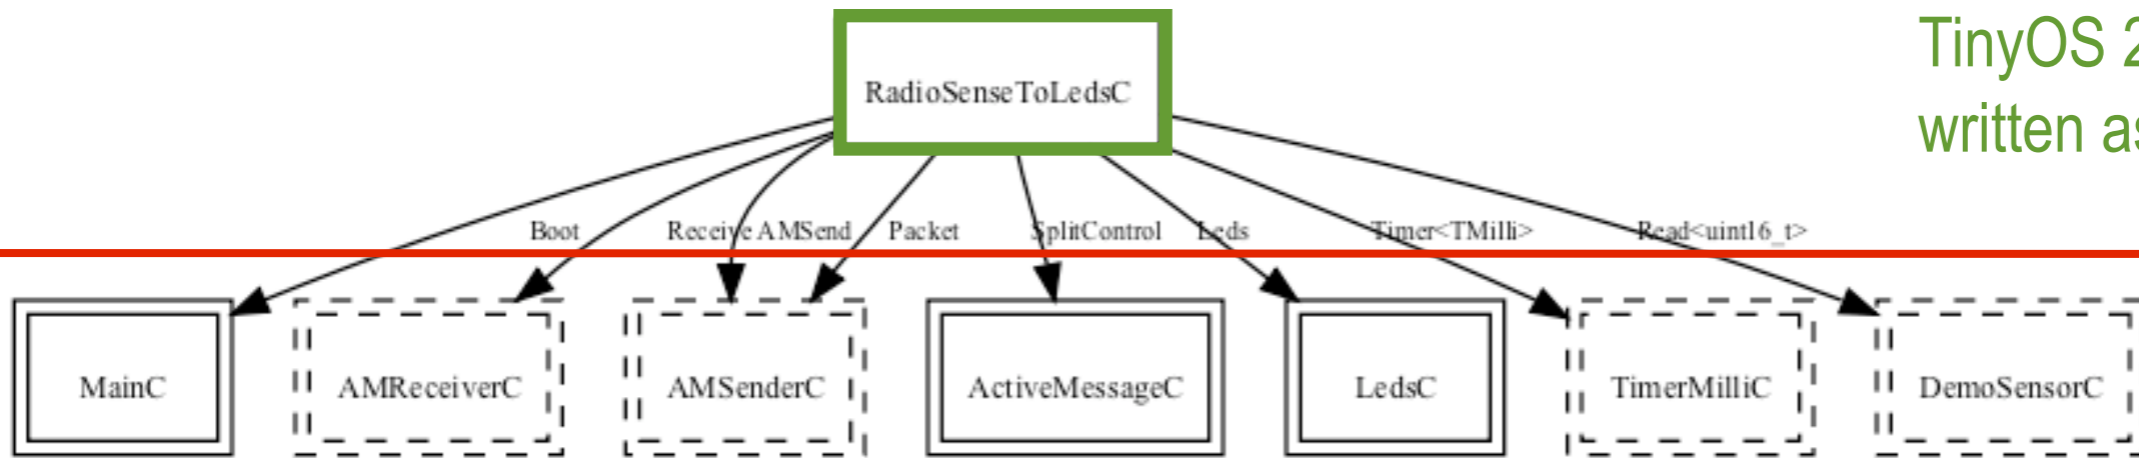 RadioSenseToLedsC
TinyOS 2
written as
Boot
Receive
AMSend
Packet
SplitControl
Leds
Timer<TMilli>
Read<uint16_t>
MainC
AMReceiverC
AMSenderC
ActiveMessageC
LedsC
TimerMilliC
DemoSensorC